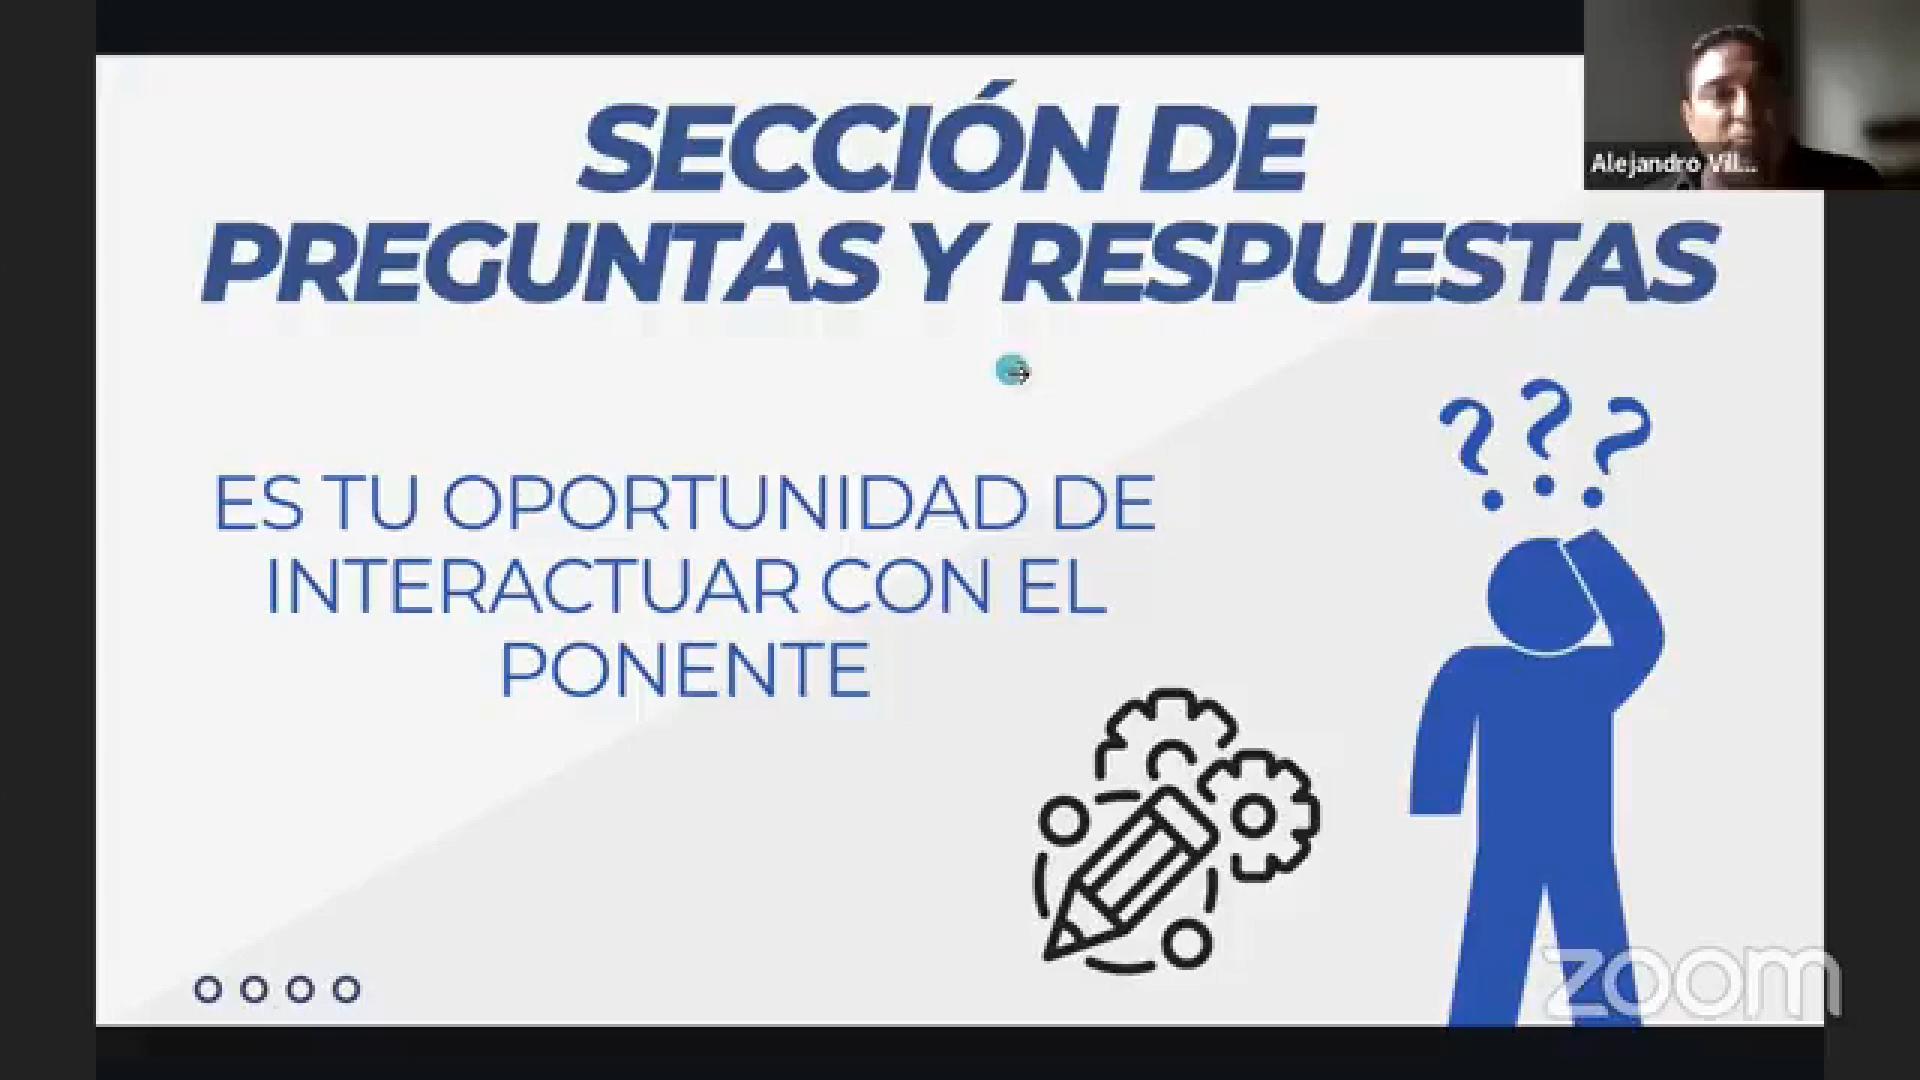 SECCIÓN DE
PREGUNTAS Y RESPUESTAS
Alejandro Vil...
ES TU OPORTUNIDAD DE
INTERACTUAR CON EL
PONENTE
???
zoom